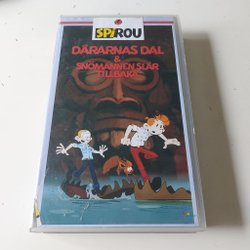 SPIROU
DÅRARNAS DAL
&
SNÖMANNEN SLÅR
TILLBAKA